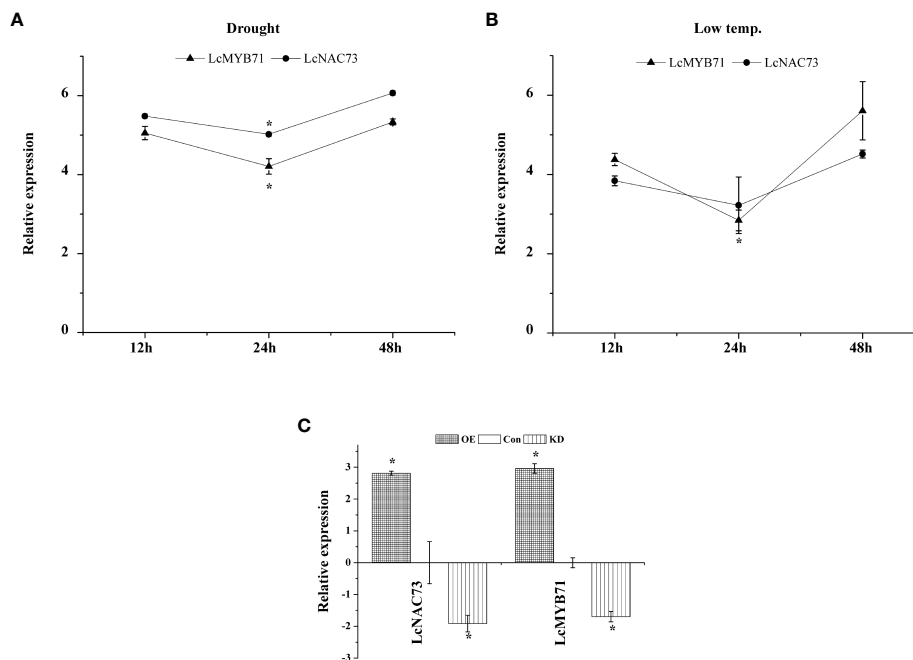 A
Drought
LcMYB71 LcNAC73
Relative expression
6
4
2
0
*
*
12h 24h 48h
B
Low temp.
LcMYB71 LcNAC73
Relative expression
6
4
2
0
*
12h 24h 48h
C
OE Con KD
Relative expression
3
2
1
0
-1
-2
-3
* *
LcNAC73 LcMYB71
* *